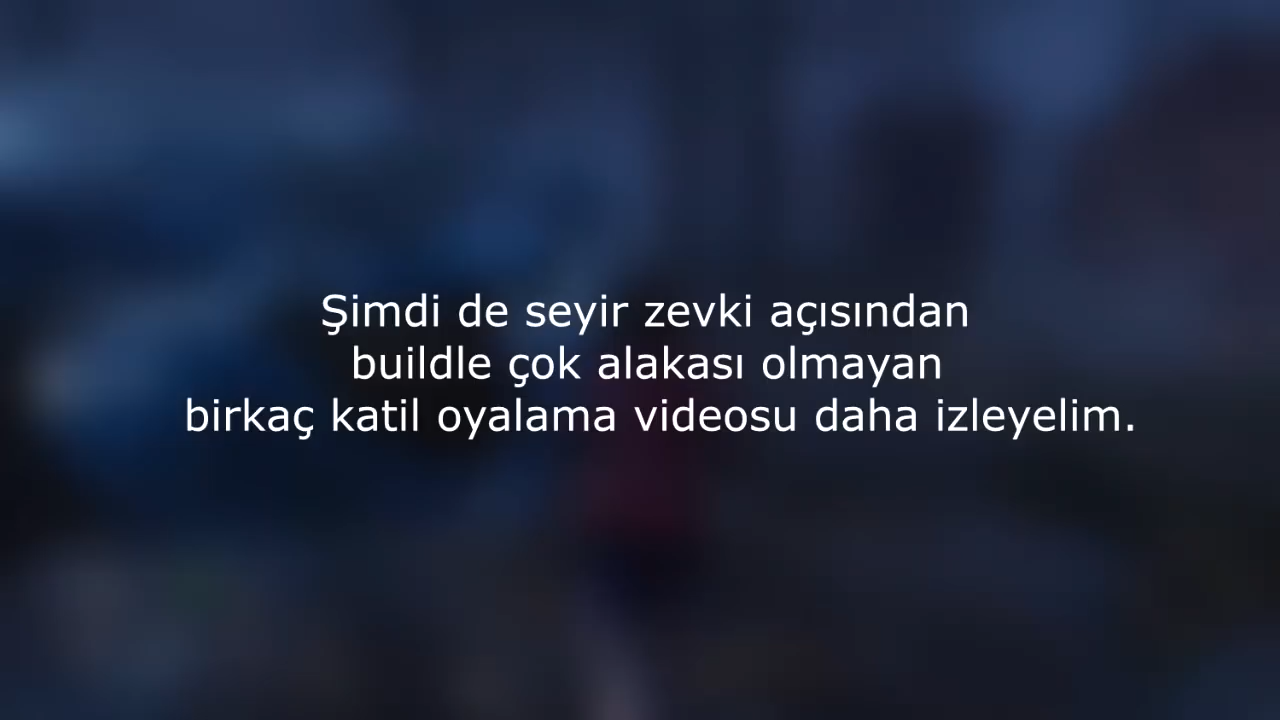 Şimdi de seyir zevki açısından
buildle çok alakası olmayan
birkaç katil oyalama videosu daha izleyelim.